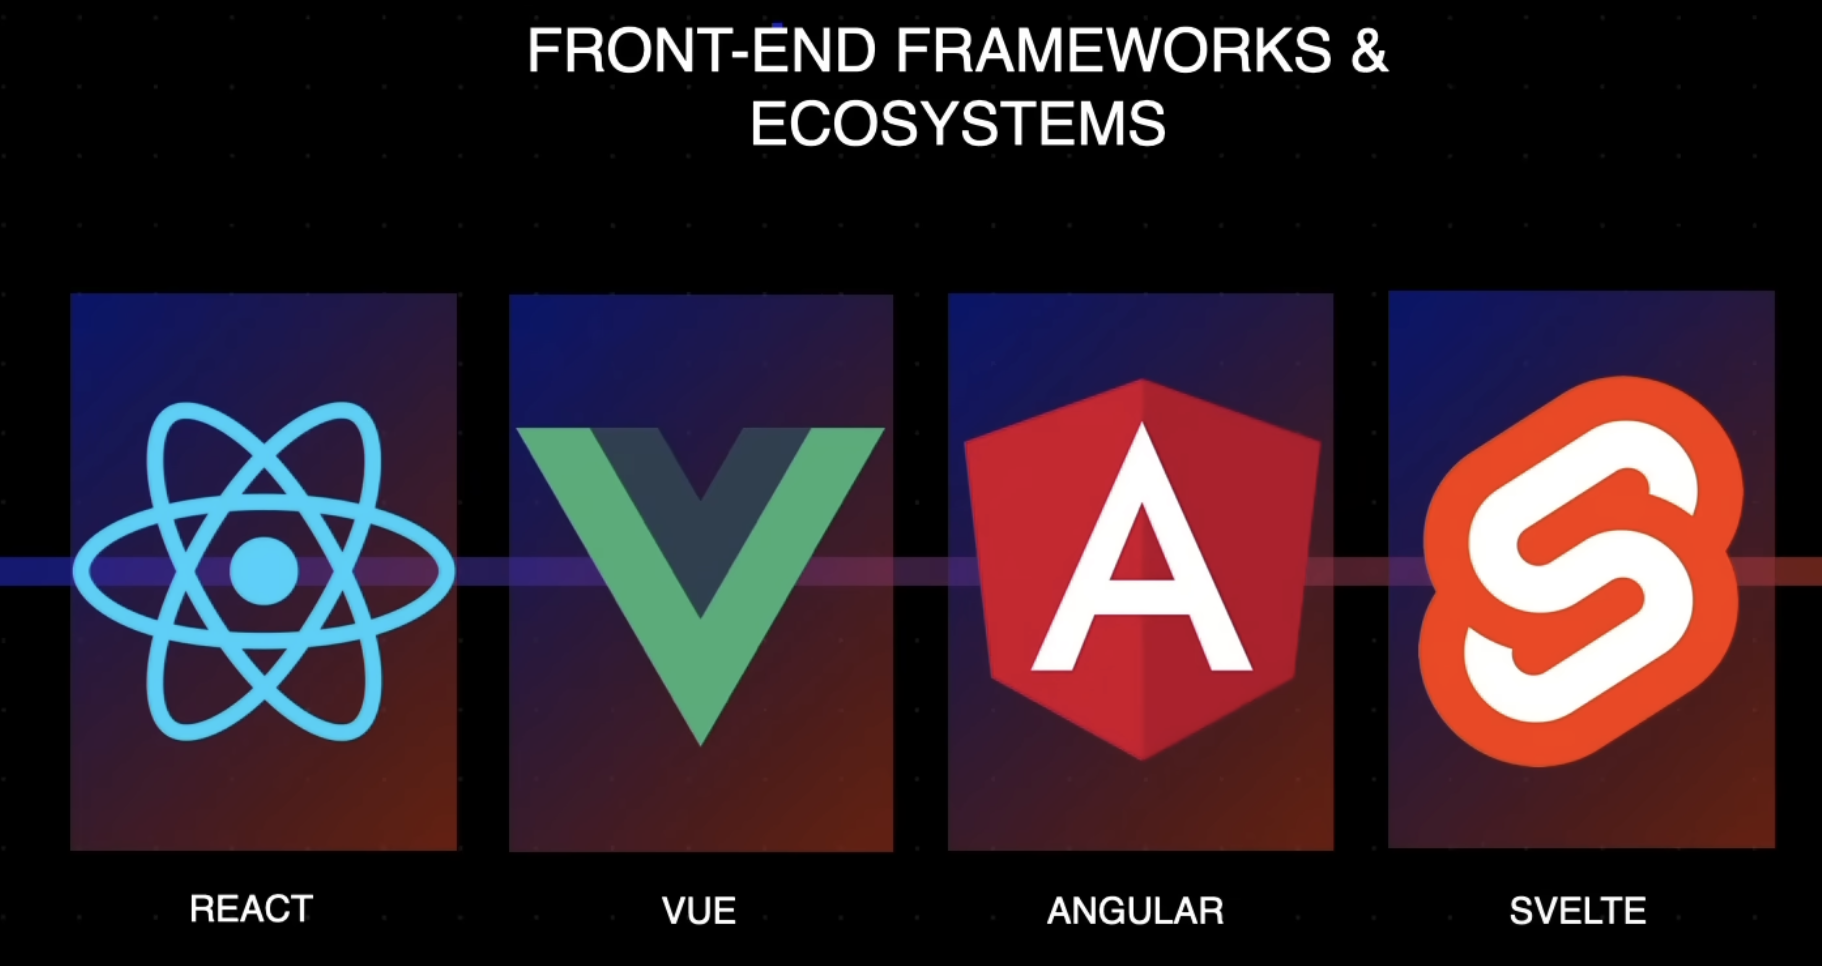 FRONT-END FRAMEWORKS &
ECOSYSTEMS
REACT
VUE
ANGULAR
SVELTE